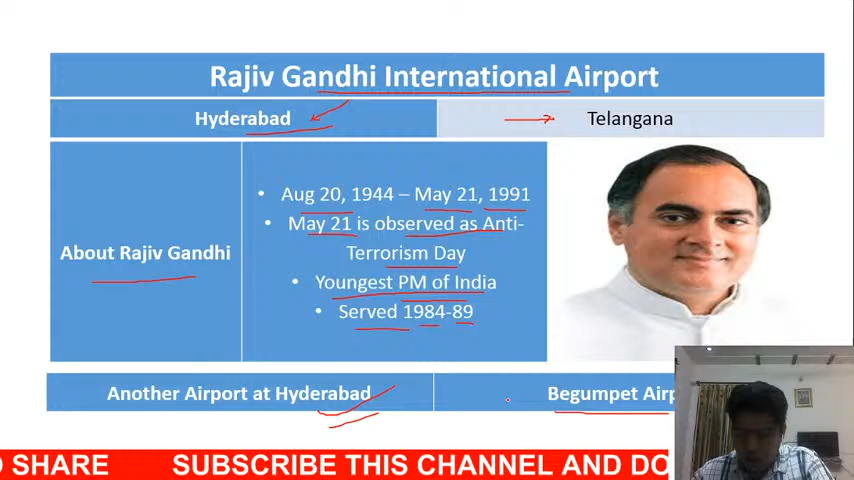 Rajiv Gandhi International Airport
Hyderabad
Telangana
About Rajiv Gandhi
• Aug 20, 1944 – May 21, 1991
• May 21 is observed as Anti-
Terrorism Day
• Youngest PM of India
• Served 1984-89
Another Airport at Hyderabad
Begumpet
SHARE SUBSCRIBE THIS CHANNEL AND